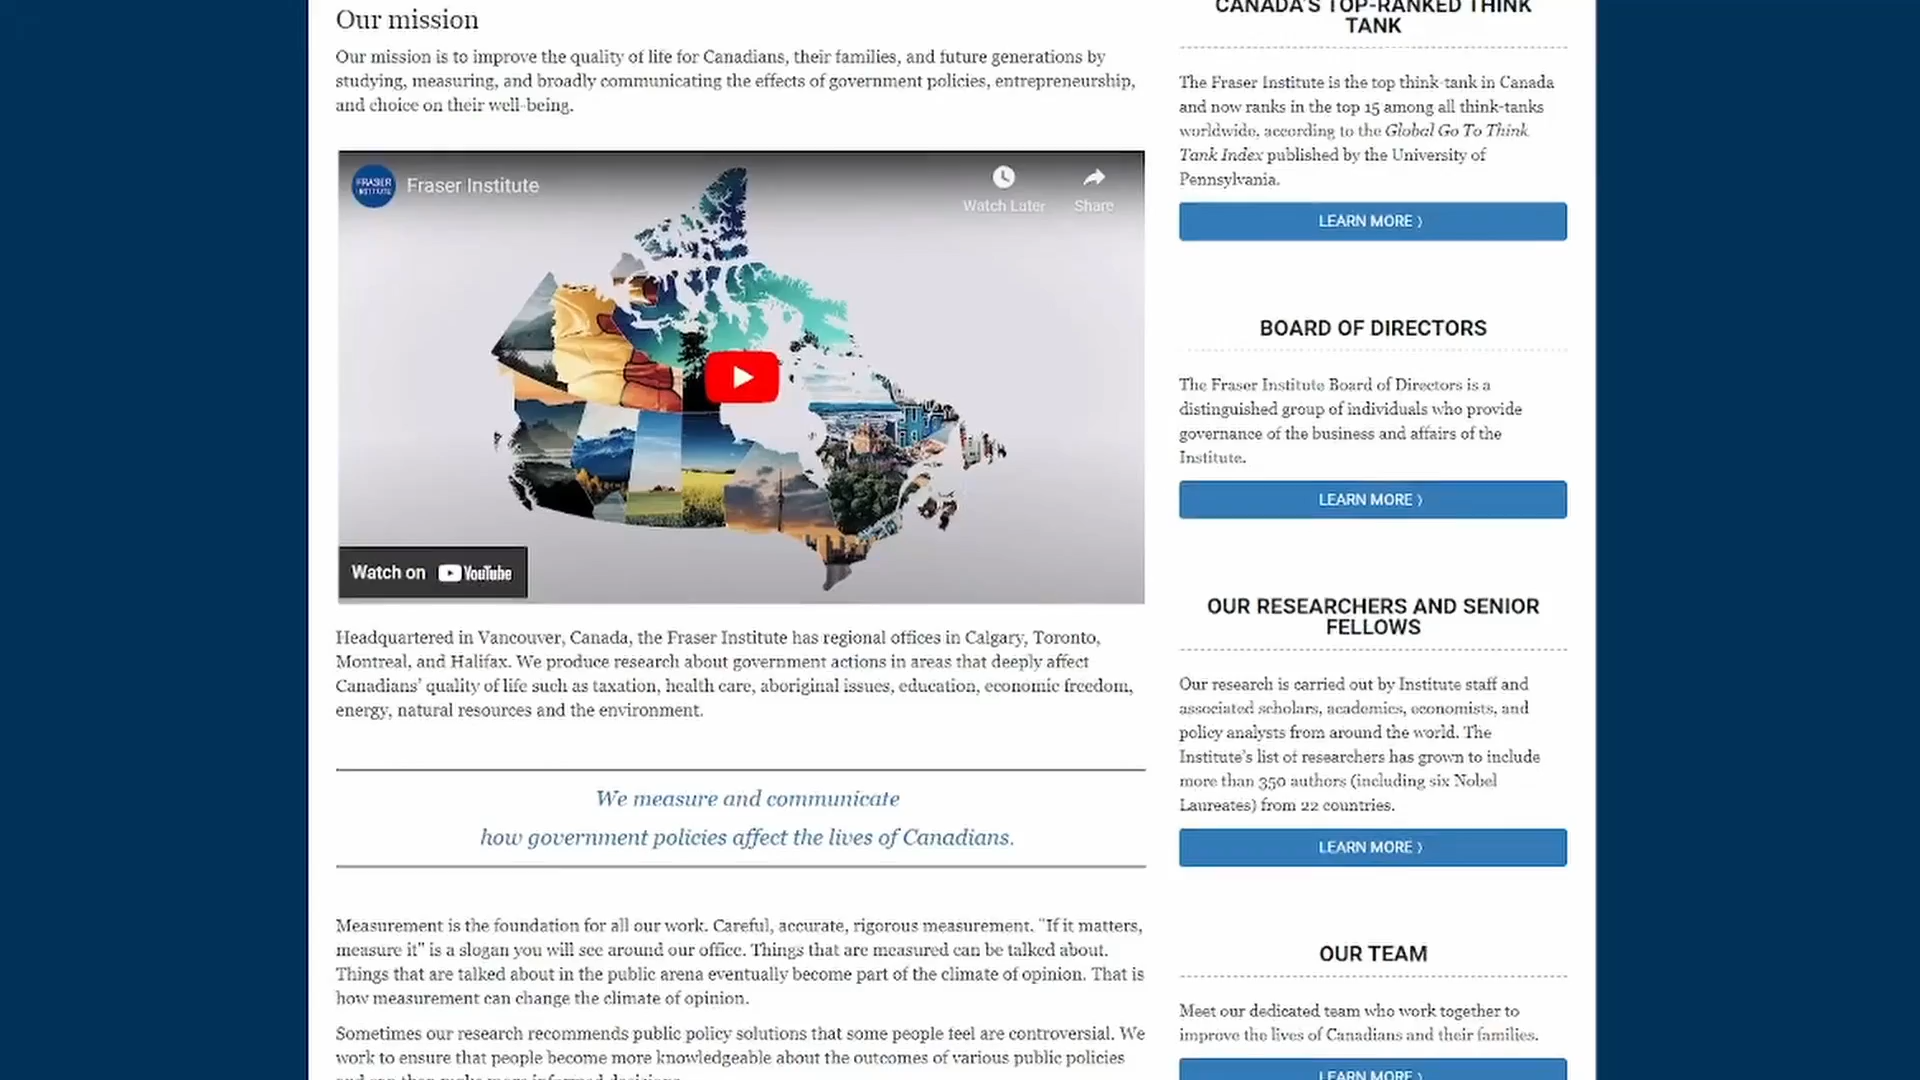 Our mission
Our mission is to improve the quality of life for Canadians, their families, and future generations by
studying, measuring, and broadly communicating the effects of government policies, entrepreneurship,
and choice on their well-being.
FRASER
INSTITUTE
Fraser Institute
Watch Later
Share
Watch on YouTube
Headquartered in Vancouver, Canada, the Fraser Institute has regional offices in Calgary, Toronto,
Montreal, and Halifax. We produce research about government actions in areas that deeply affect
Canadians' quality of life such as taxation, health care, aboriginal issues, education, economic freedom,
energy, natural resources and the environment.
We measure and communicate
how government policies affect the lives of Canadians.
Measurement is the foundation for all our work. Careful, accurate, rigorous measurement. "If it matters,
measure it" is a slogan you will see around our office. Things that are measured can be talked about.
Things that are talked about in the public arena eventually become part of the climate of opinion. That is
how measurement can change the climate of opinion.
Sometimes our research recommends public policy solutions that some people feel are controversial. We
work to ensure that people become more knowledgeable about the outcomes of various public policies
CANADA'S TOP-RANKED THINK
TANK
The Fraser Institute is the top think-tank in Canada
and now ranks in the top 15 among all think-tanks
worldwide, according to the Global Go To Think
Tank Index published by the University of
Pennsylvania.
LEARN MORE ⟩
BOARD OF DIRECTORS
The Fraser Institute Board of Directors is a
distinguished group of individuals who provide
governance of the business and affairs of the
Institute.
LEARN MORE ⟩
OUR RESEARCHERS AND SENIOR
FELLOWS
Our research is carried out by Institute staff and
associated scholars, academics, economists, and
policy analysts from around the world. The
Institute's list of researchers has grown to include
more than 350 authors (including six Nobel
Laureates) from 22 countries.
LEARN MORE ⟩
OUR TEAM
Meet our dedicated team who work together to
improve the lives of Canadians and their families.
LEARN MORE ⟩